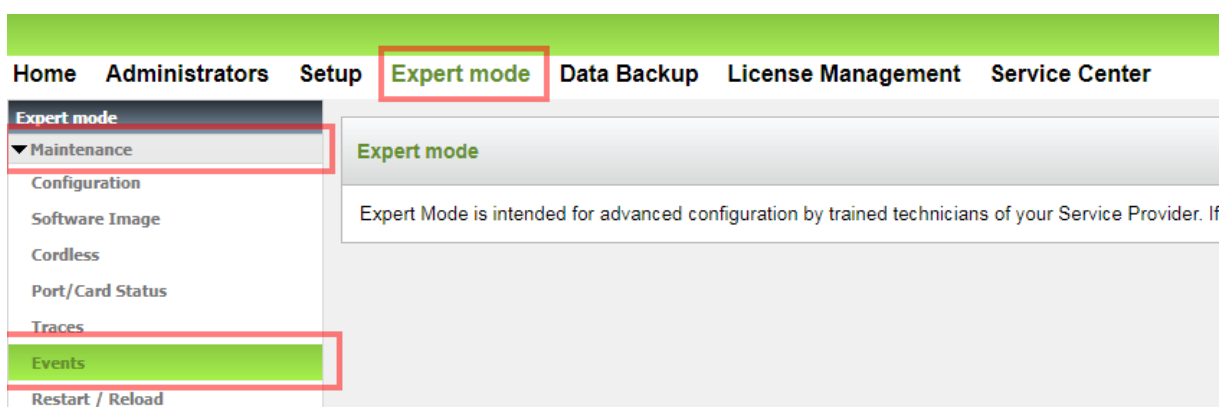 Home Administrators Setup Expert mode Data Backup License Management Service Center
Expert mode
Maintenance
Configuration
Software Image
Cordless
Port/Card Status
Traces
Events
Restart / Reload
Expert mode
Expert Mode is intended for advanced configuration by trained technicians of your Service Provider. If